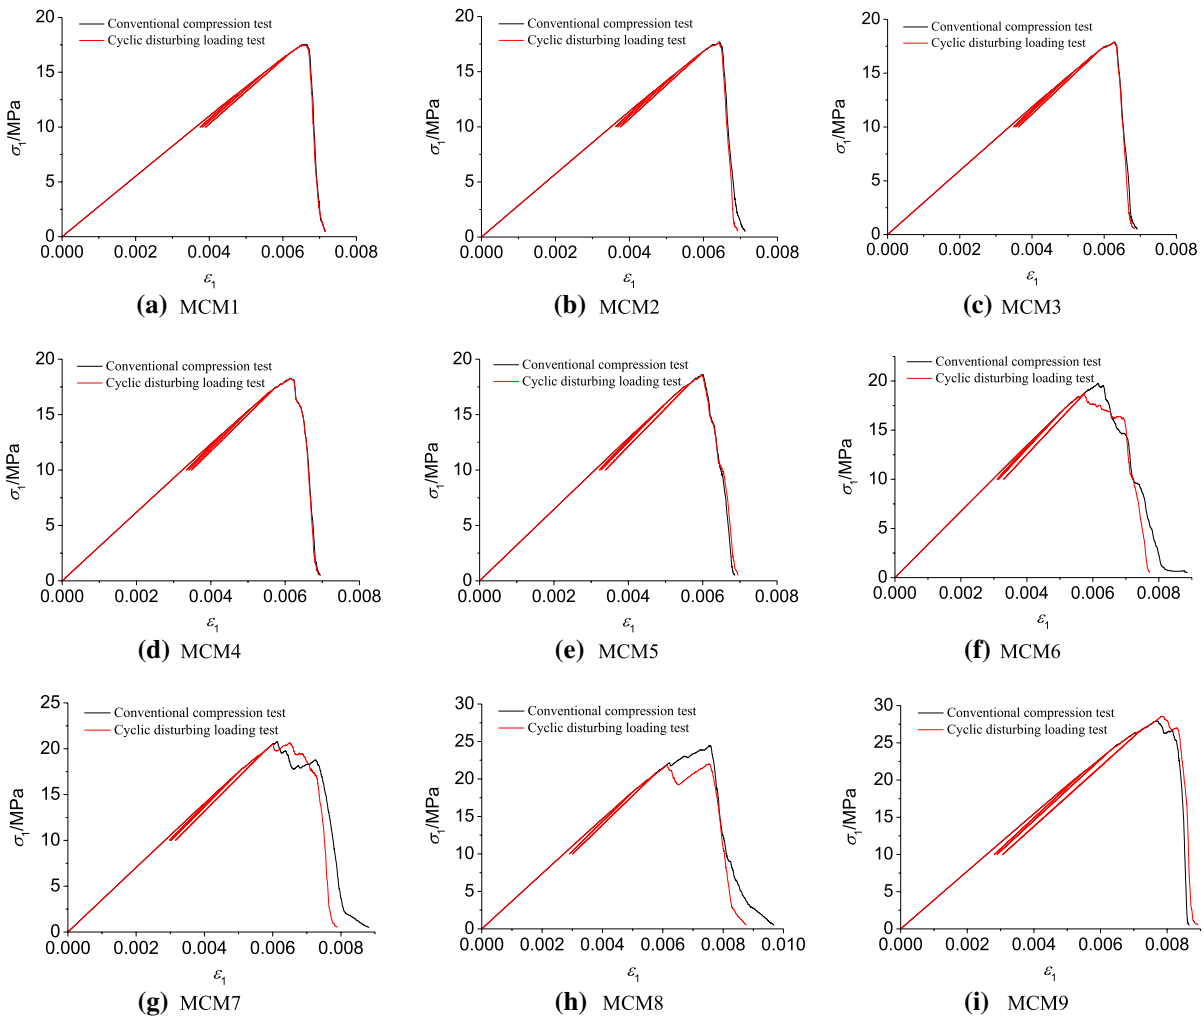 Conventional compression test
Cyclic disturbing loading test
20
15
10
5
0
σ1/MPa
0.000 0.002 0.004 0.006 0.008
ε1
(a) MCM1
Conventional compression test
Cyclic disturbing loading test
20
15
10
5
0
σ1/MPa
0.000 0.002 0.004 0.006 0.008
ε1
(b) MCM2
Conventional compression test
Cyclic disturbing loading test
20
15
10
5
0
σ1/MPa
0.000 0.002 0.004 0.006 0.008
ε1
(c) MCM3
Conventional compression test
Cyclic disturbing loading test
20
15
10
5
0
σ1/MPa
0.000 0.002 0.004 0.006 0.008
ε1
(d) MCM4
Conventional compression test
Cyclic disturbing loading test
20
15
10
5
0
σ1/MPa
0.000 0.002 0.004 0.006 0.008
ε1
(e) MCM5
Conventional compression test
Cyclic disturbing loading test
20
15
10
5
0
σ1/MPa
0.000 0.002 0.004 0.006 0.008
ε1
(f) MCM6
Conventional compression test
Cyclic disturbing loading test
25
20
15
10
5
0
σ1/MPa
0.000 0.002 0.004 0.006 0.008
ε1
(g) MCM7
Conventional compression test
Cyclic disturbing loading test
30
25
20
15
10
5
0
σ1/MPa
0.000 0.002 0.004 0.006 0.008 0.010
ε1
(h) MCM8
Conventional compression test
Cyclic disturbing loading test
30
25
20
15
10
5
0
σ1/MPa
0.000 0.002 0.004 0.006 0.008
ε1
(i) MCM9